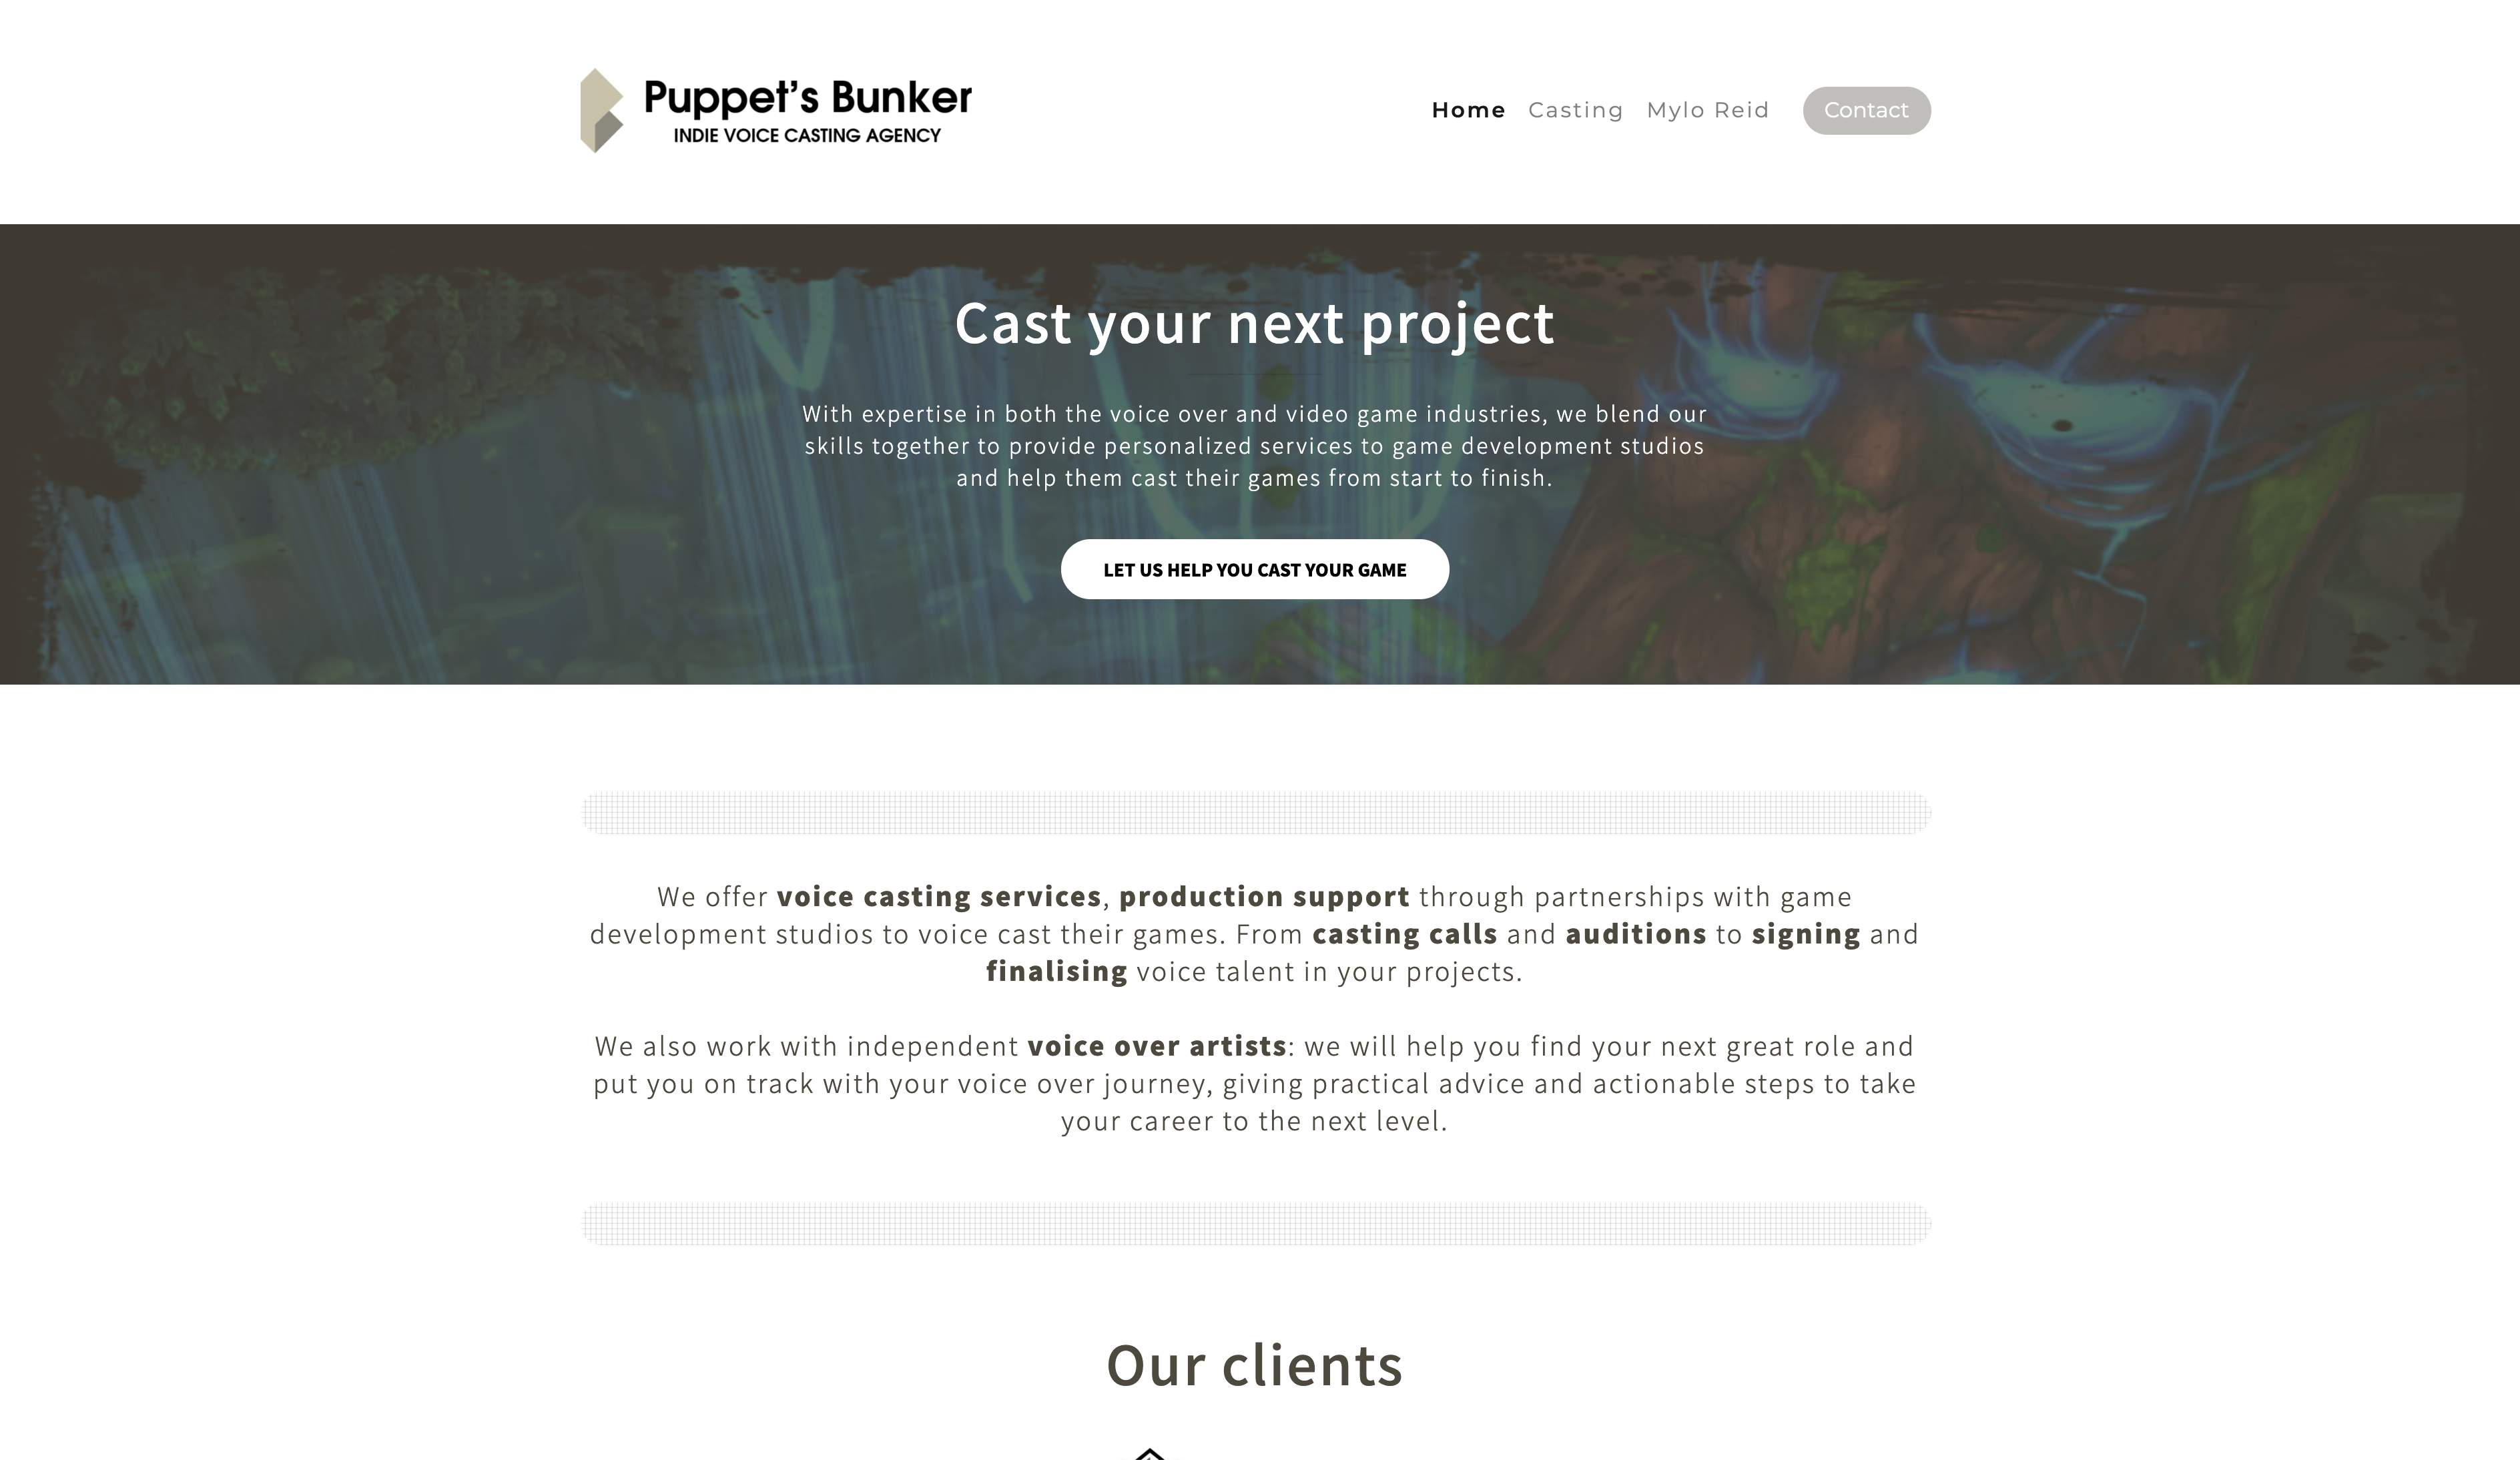 Puppet’s Bunker
INDIE VOICE CASTING AGENCY
Home Casting Mylo Reid Contact
Cast your next project
With expertise in both the voice over and video game industries, we blend our
skills together to provide personalized services to game development studios
and help them cast their games from start to finish.
LET US HELP YOU CAST YOUR GAME
We offer voice casting services, production support through partnerships with game
development studios to voice cast their games. From casting calls and auditions to signing and
finalising voice talent in your projects.
We also work with independent voice over artists: we will help you find your next great role and
put you on track with your voice over journey, giving practical advice and actionable steps to take
your career to the next level.
Our clients